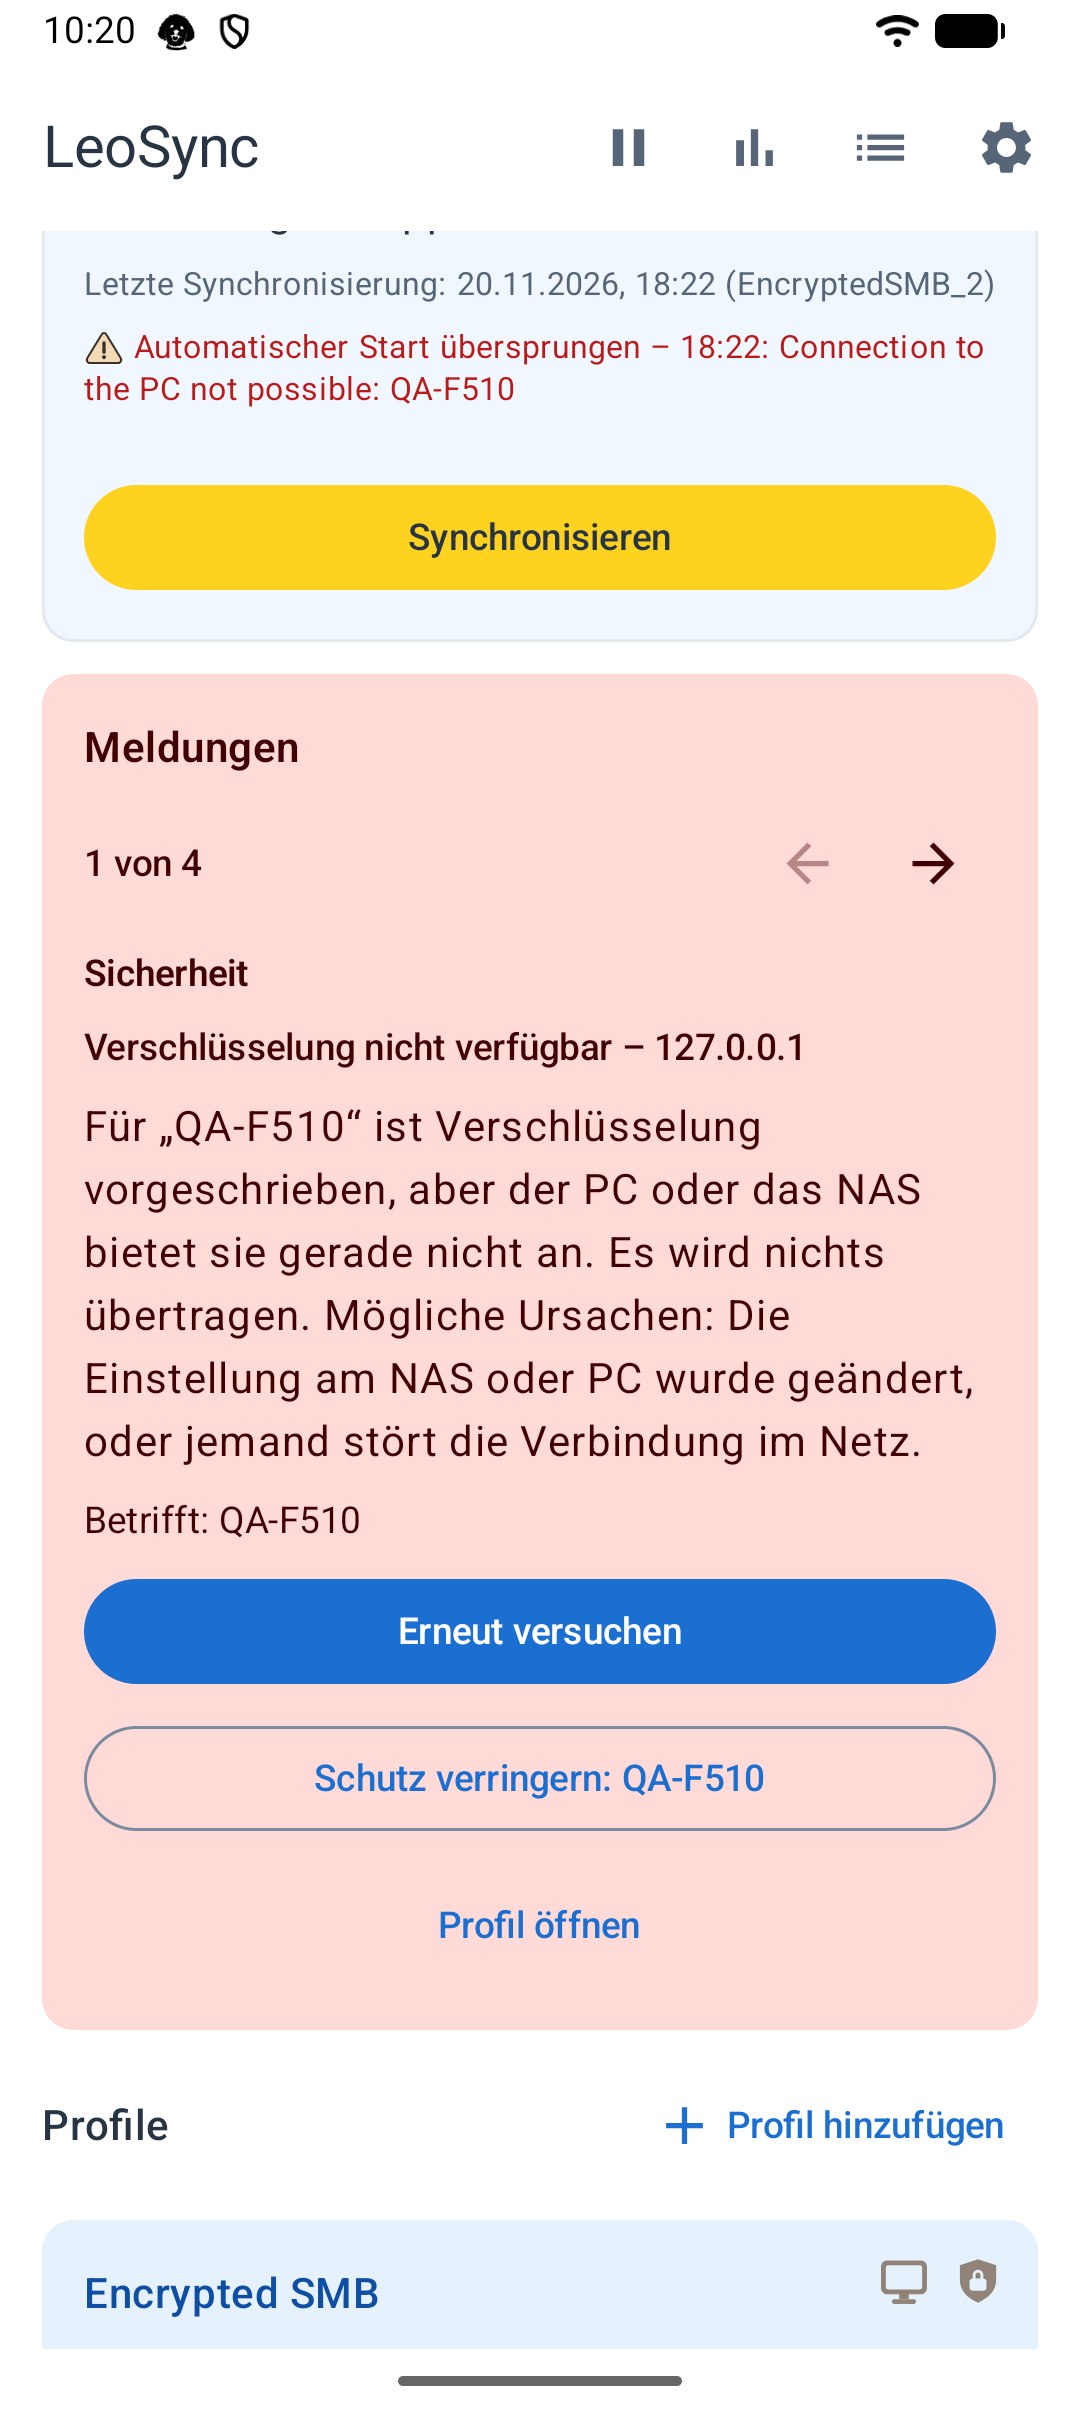 10:20
LeoSync
Letzte Synchronisierung: 20.11.2026, 18:22 (EncryptedSMB_2)
Automatischer Start übersprungen – 18:22: Connection to
the PC not possible: QA-F510
Synchronisieren
Meldungen
1 von 4
Sicherheit
Verschlüsselung nicht verfügbar – 127.0.0.1
Für „QA-F510“ ist Verschlüsselung
vorgeschrieben, aber der PC oder das NAS
bietet sie gerade nicht an. Es wird nichts
übertragen. Mögliche Ursachen: Die
Einstellung am NAS oder PC wurde geändert,
oder jemand stört die Verbindung im Netz.
Betrifft: QA-F510
Erneut versuchen
Schutz verringern: QA-F510
Profil öffnen
Profile
Profil hinzufügen
Encrypted SMB